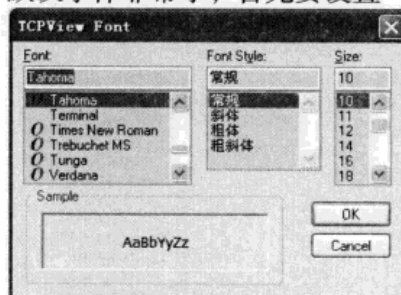 TCPView Font
Font: Font Style: Size:
Tahoma 常规 10
Tahoma 常规 10
Terminal 斜体 11
Times New Roman 粗体 12
Trebuchet MS 粗斜体 14
Tunga 16
Verdana 18
Sample
AaBbYyZz
OK
Cancel